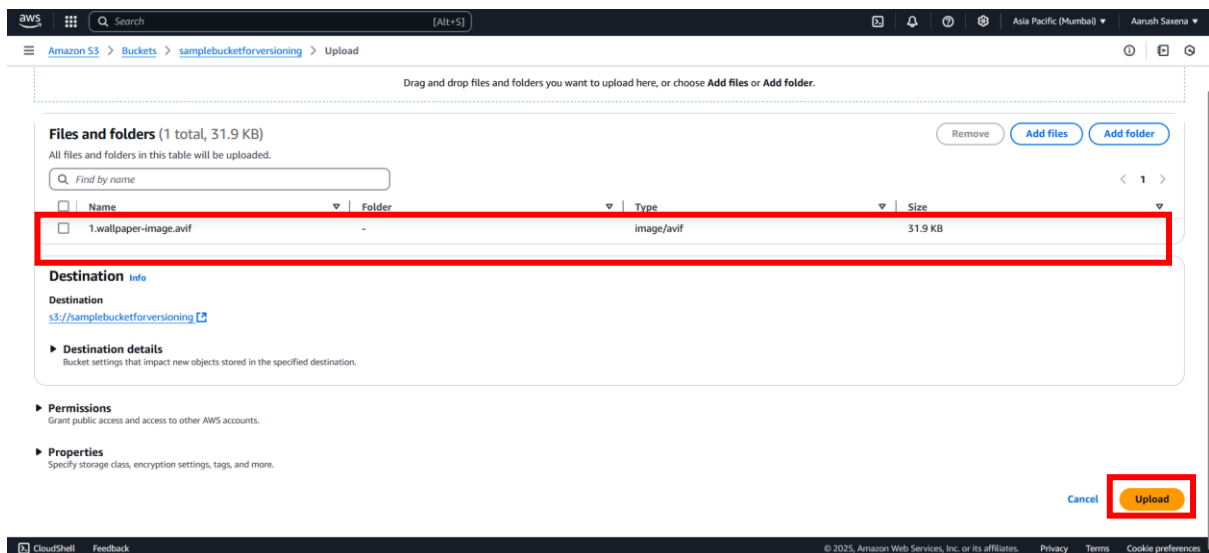 aws Search [Alt+S] Asia Pacific (Mumbai) Aarush Saxena
Amazon S3 > Buckets > samplebucketforversioning > Upload
Drag and drop files and folders you want to upload here, or choose Add files or Add folder.
Files and folders (1 total, 31.9 KB) Remove Add files Add folder
All files and folders in this table will be uploaded.
Find by name < 1 >
Name Folder Type Size
1.wallpaper-image.avif - image/avif 31.9 KB
Destination Info
Destination
s3://samplebucketforversioning
Destination details
Bucket settings that impact new objects stored in the specified destination.
Permissions
Grant public access and access to other AWS accounts.
Properties
Specify storage class, encryption settings, tags, and more.
Cancel Upload
CloudShell Feedback © 2025, Amazon Web Services, Inc. or its affiliates. Privacy Terms Cookie preferences